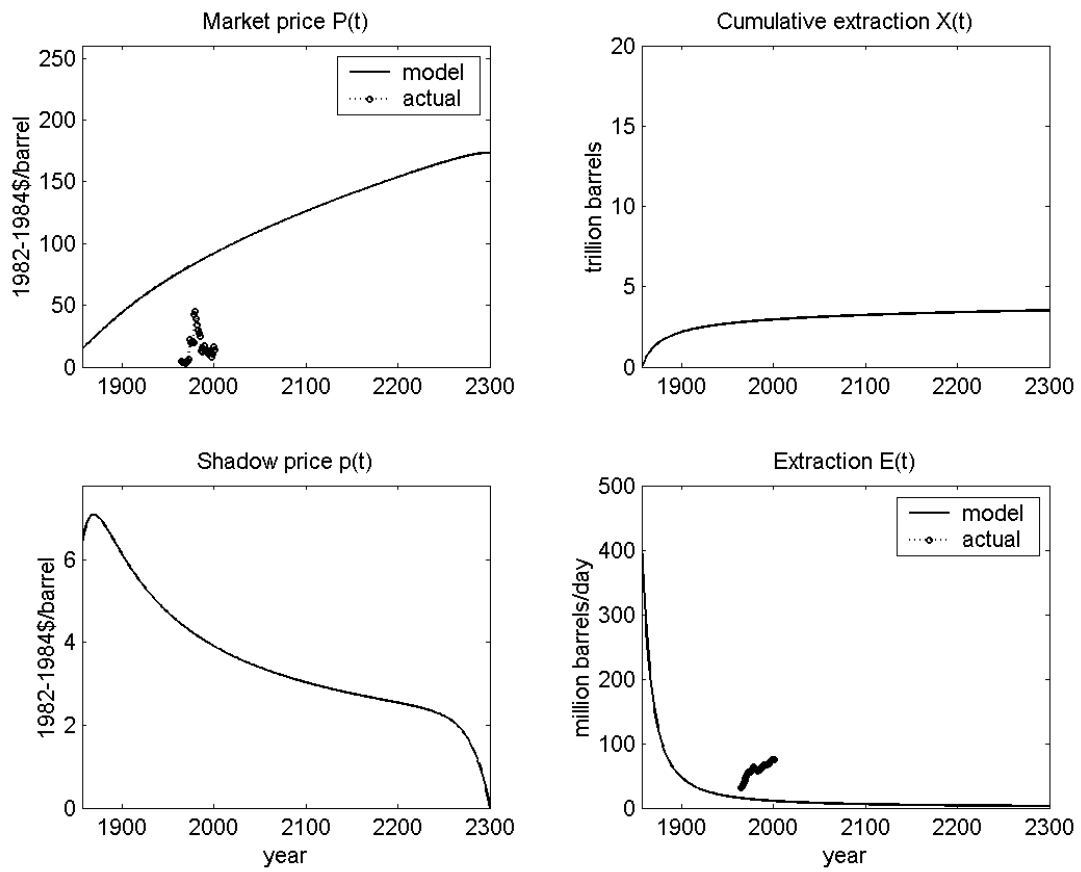 Market price P(t)
1982-1984$/barrel
250
200
150
100
50
0
model
actual
1900 2000 2100 2200 2300
Cumulative extraction X(t)
trillion barrels
20
15
10
5
0
1900 2000 2100 2200 2300
Shadow price p(t)
1982-1984$/barrel
6
4
2
0
1900 2000 2100 2200 2300
year
Extraction E(t)
million barrels/day
500
400
300
200
100
0
model
actual
1900 2000 2100 2200 2300
year